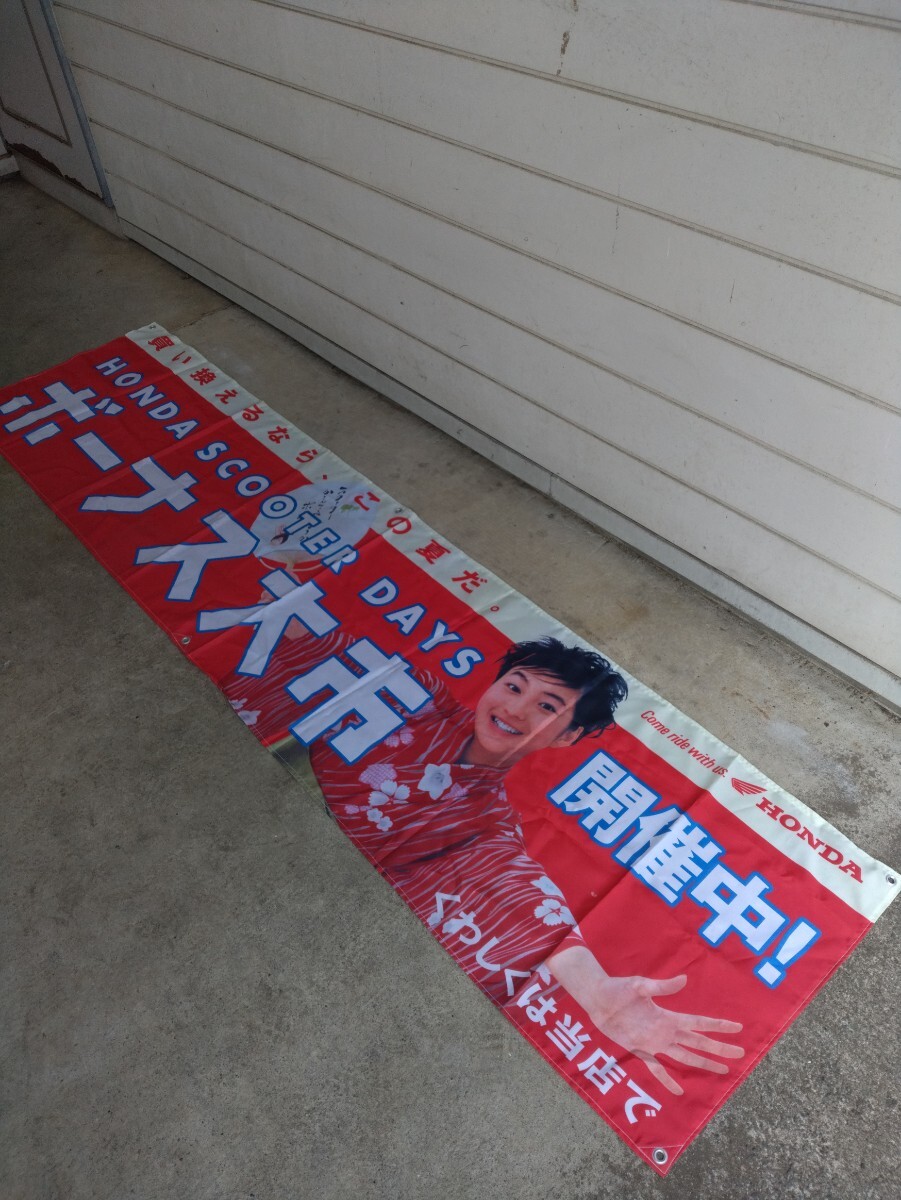 買い換えるなら、この夏だ。
HONDA SCOOTER DAYS
ボーナス大市
開催中!
くわしくは当店で
Come ride with us.
HONDA